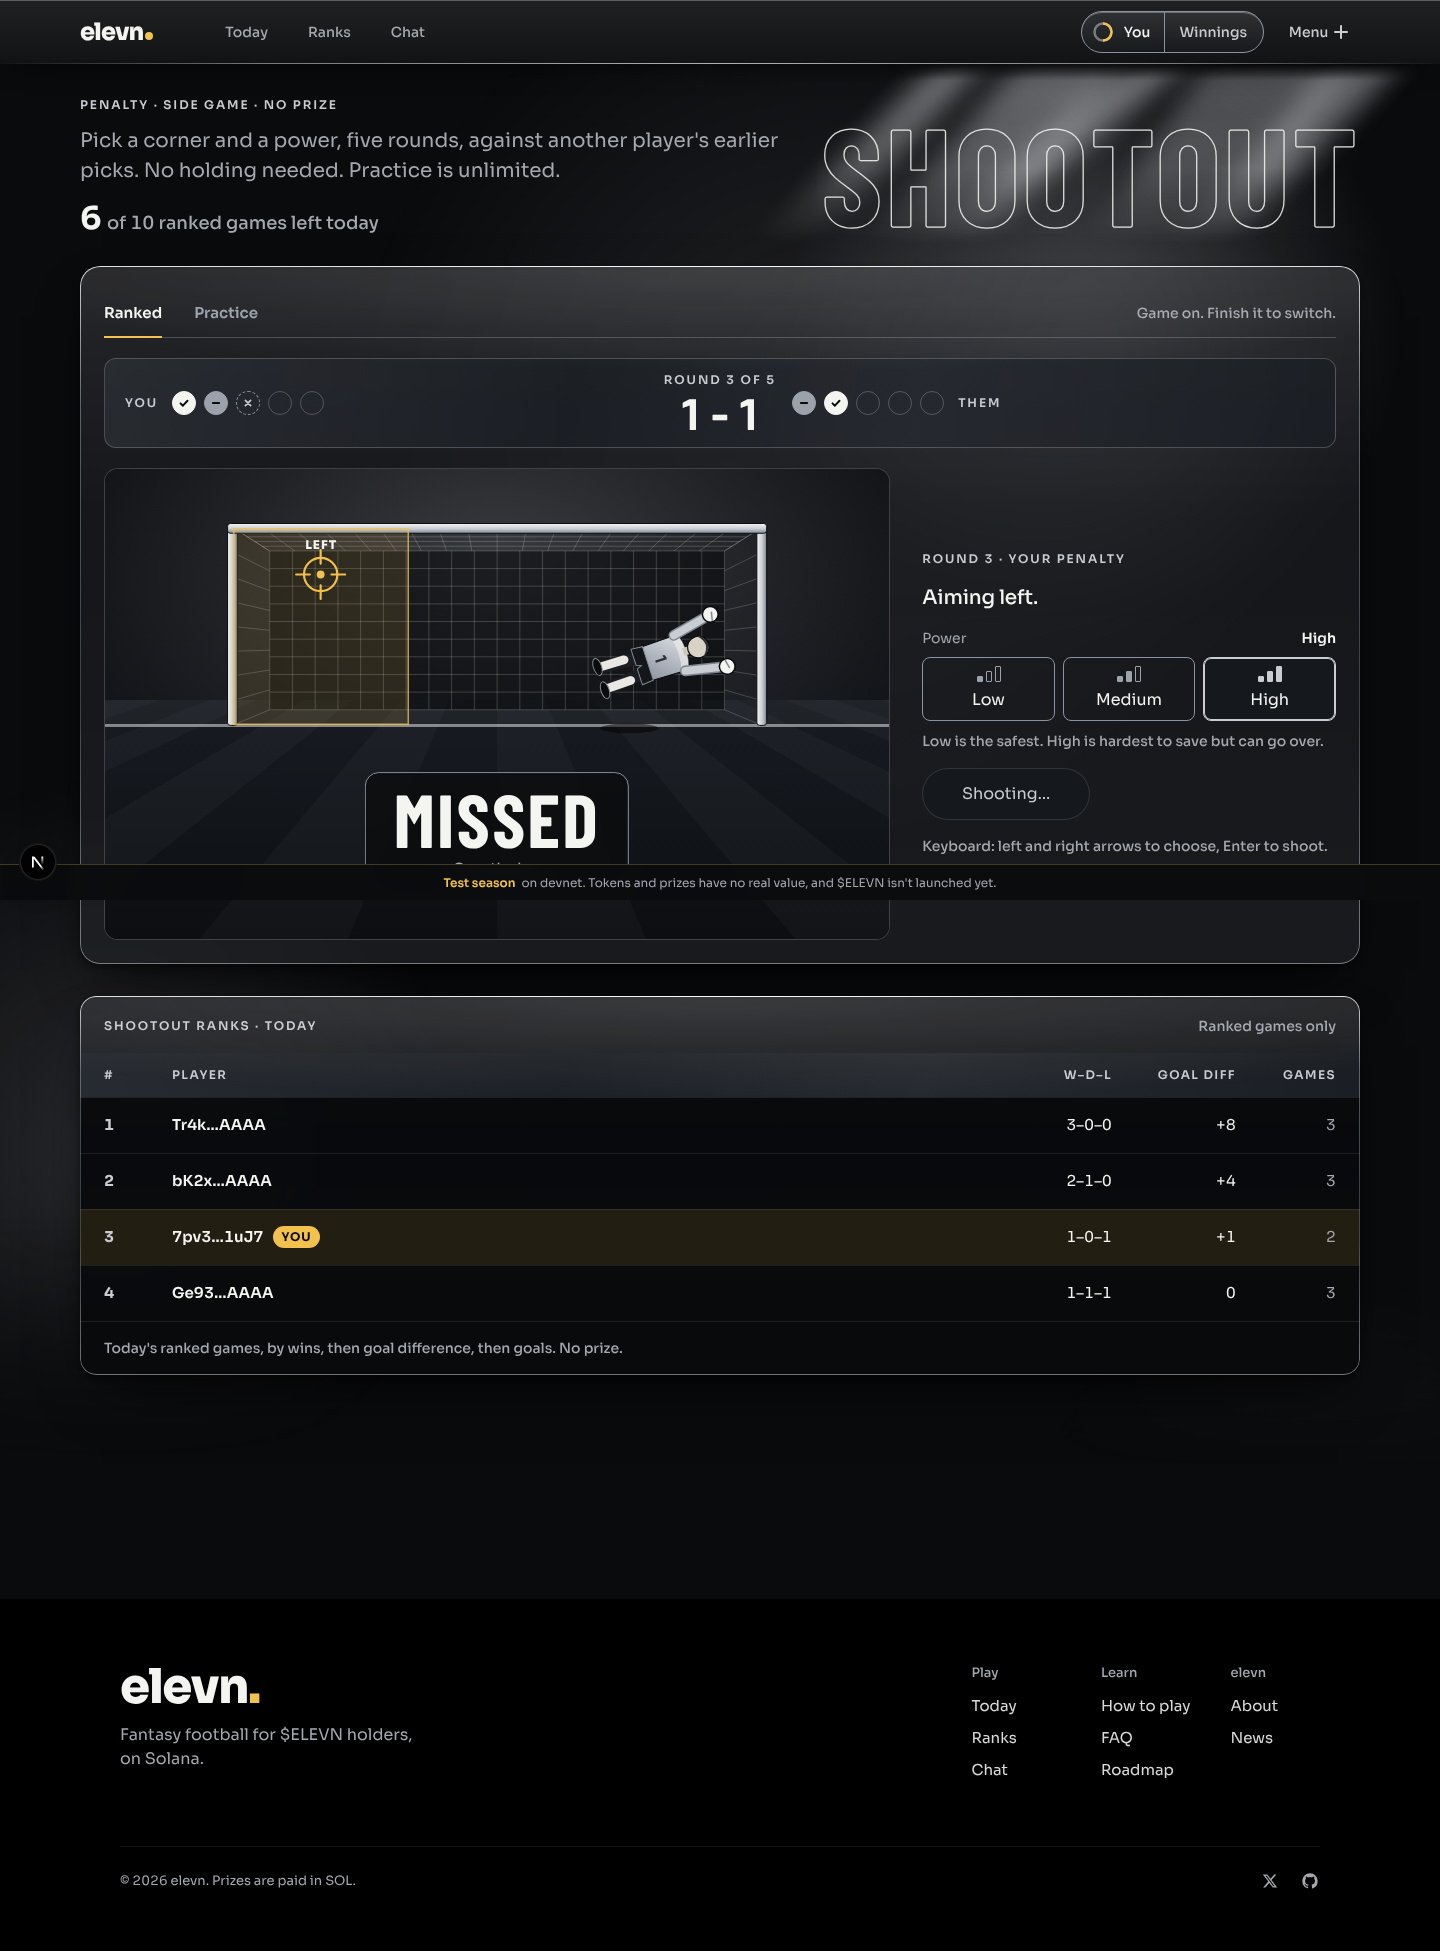 elevn.
Today
Ranks
Chat
You
Winnings
Menu
PENALTY · SIDE GAME · NO PRIZE
Pick a corner and a power, five rounds, against another player's earlier
picks. No holding needed. Practice is unlimited.
6 of 10 ranked games left today
SHOOTOUT
Ranked
Practice
Game on. Finish it to switch.
YOU
ROUND 3 OF 5
1 - 1
THEM
LEFT
1
MISSED
ROUND 3 · YOUR PENALTY
Aiming left.
Power
High
Low
Medium
High
Low is the safest. High is hardest to save but can go over.
Shooting...
Keyboard: left and right arrows to choose, Enter to shoot.
N
Test season on devnet. Tokens and prizes have no real value, and $ELEVN isn't launched yet.
SHOOTOUT RANKS · TODAY
Ranked games only
# PLAYER W–D–L GOAL DIFF GAMES
1 Tr4k...AAAA 3–0–0 +8 3
2 bK2x...AAAA 2–1–0 +4 3
3 7pv3...1uJ7 YOU 1–0–1 +1 2
4 Ge93...AAAA 1–1–1 0 3
Today's ranked games, by wins, then goal difference, then goals. No prize.
elevn.
Fantasy football for $ELEVN holders,
on Solana.
Play
Today
Ranks
Chat
Learn
How to play
FAQ
Roadmap
elevn
About
News
© 2026 elevn. Prizes are paid in SOL.